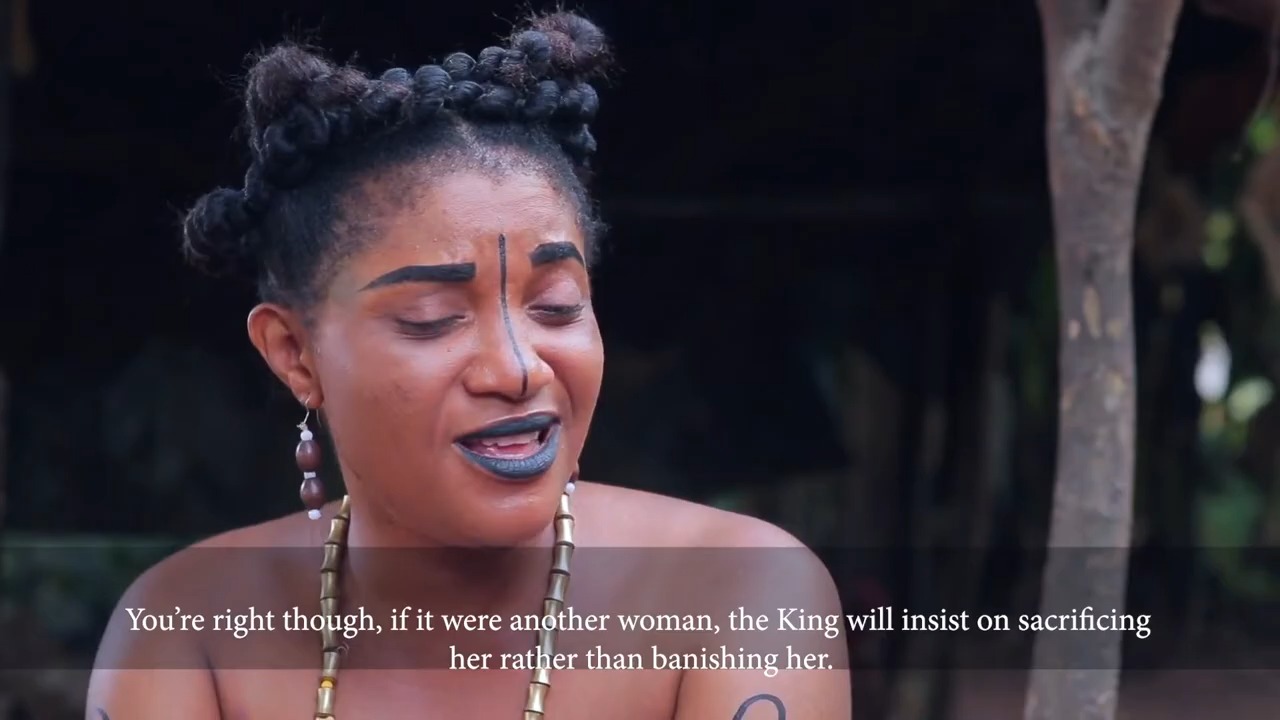 You're right though, if it were another woman, the King will insist on sacrificing
her rather than banishing her.